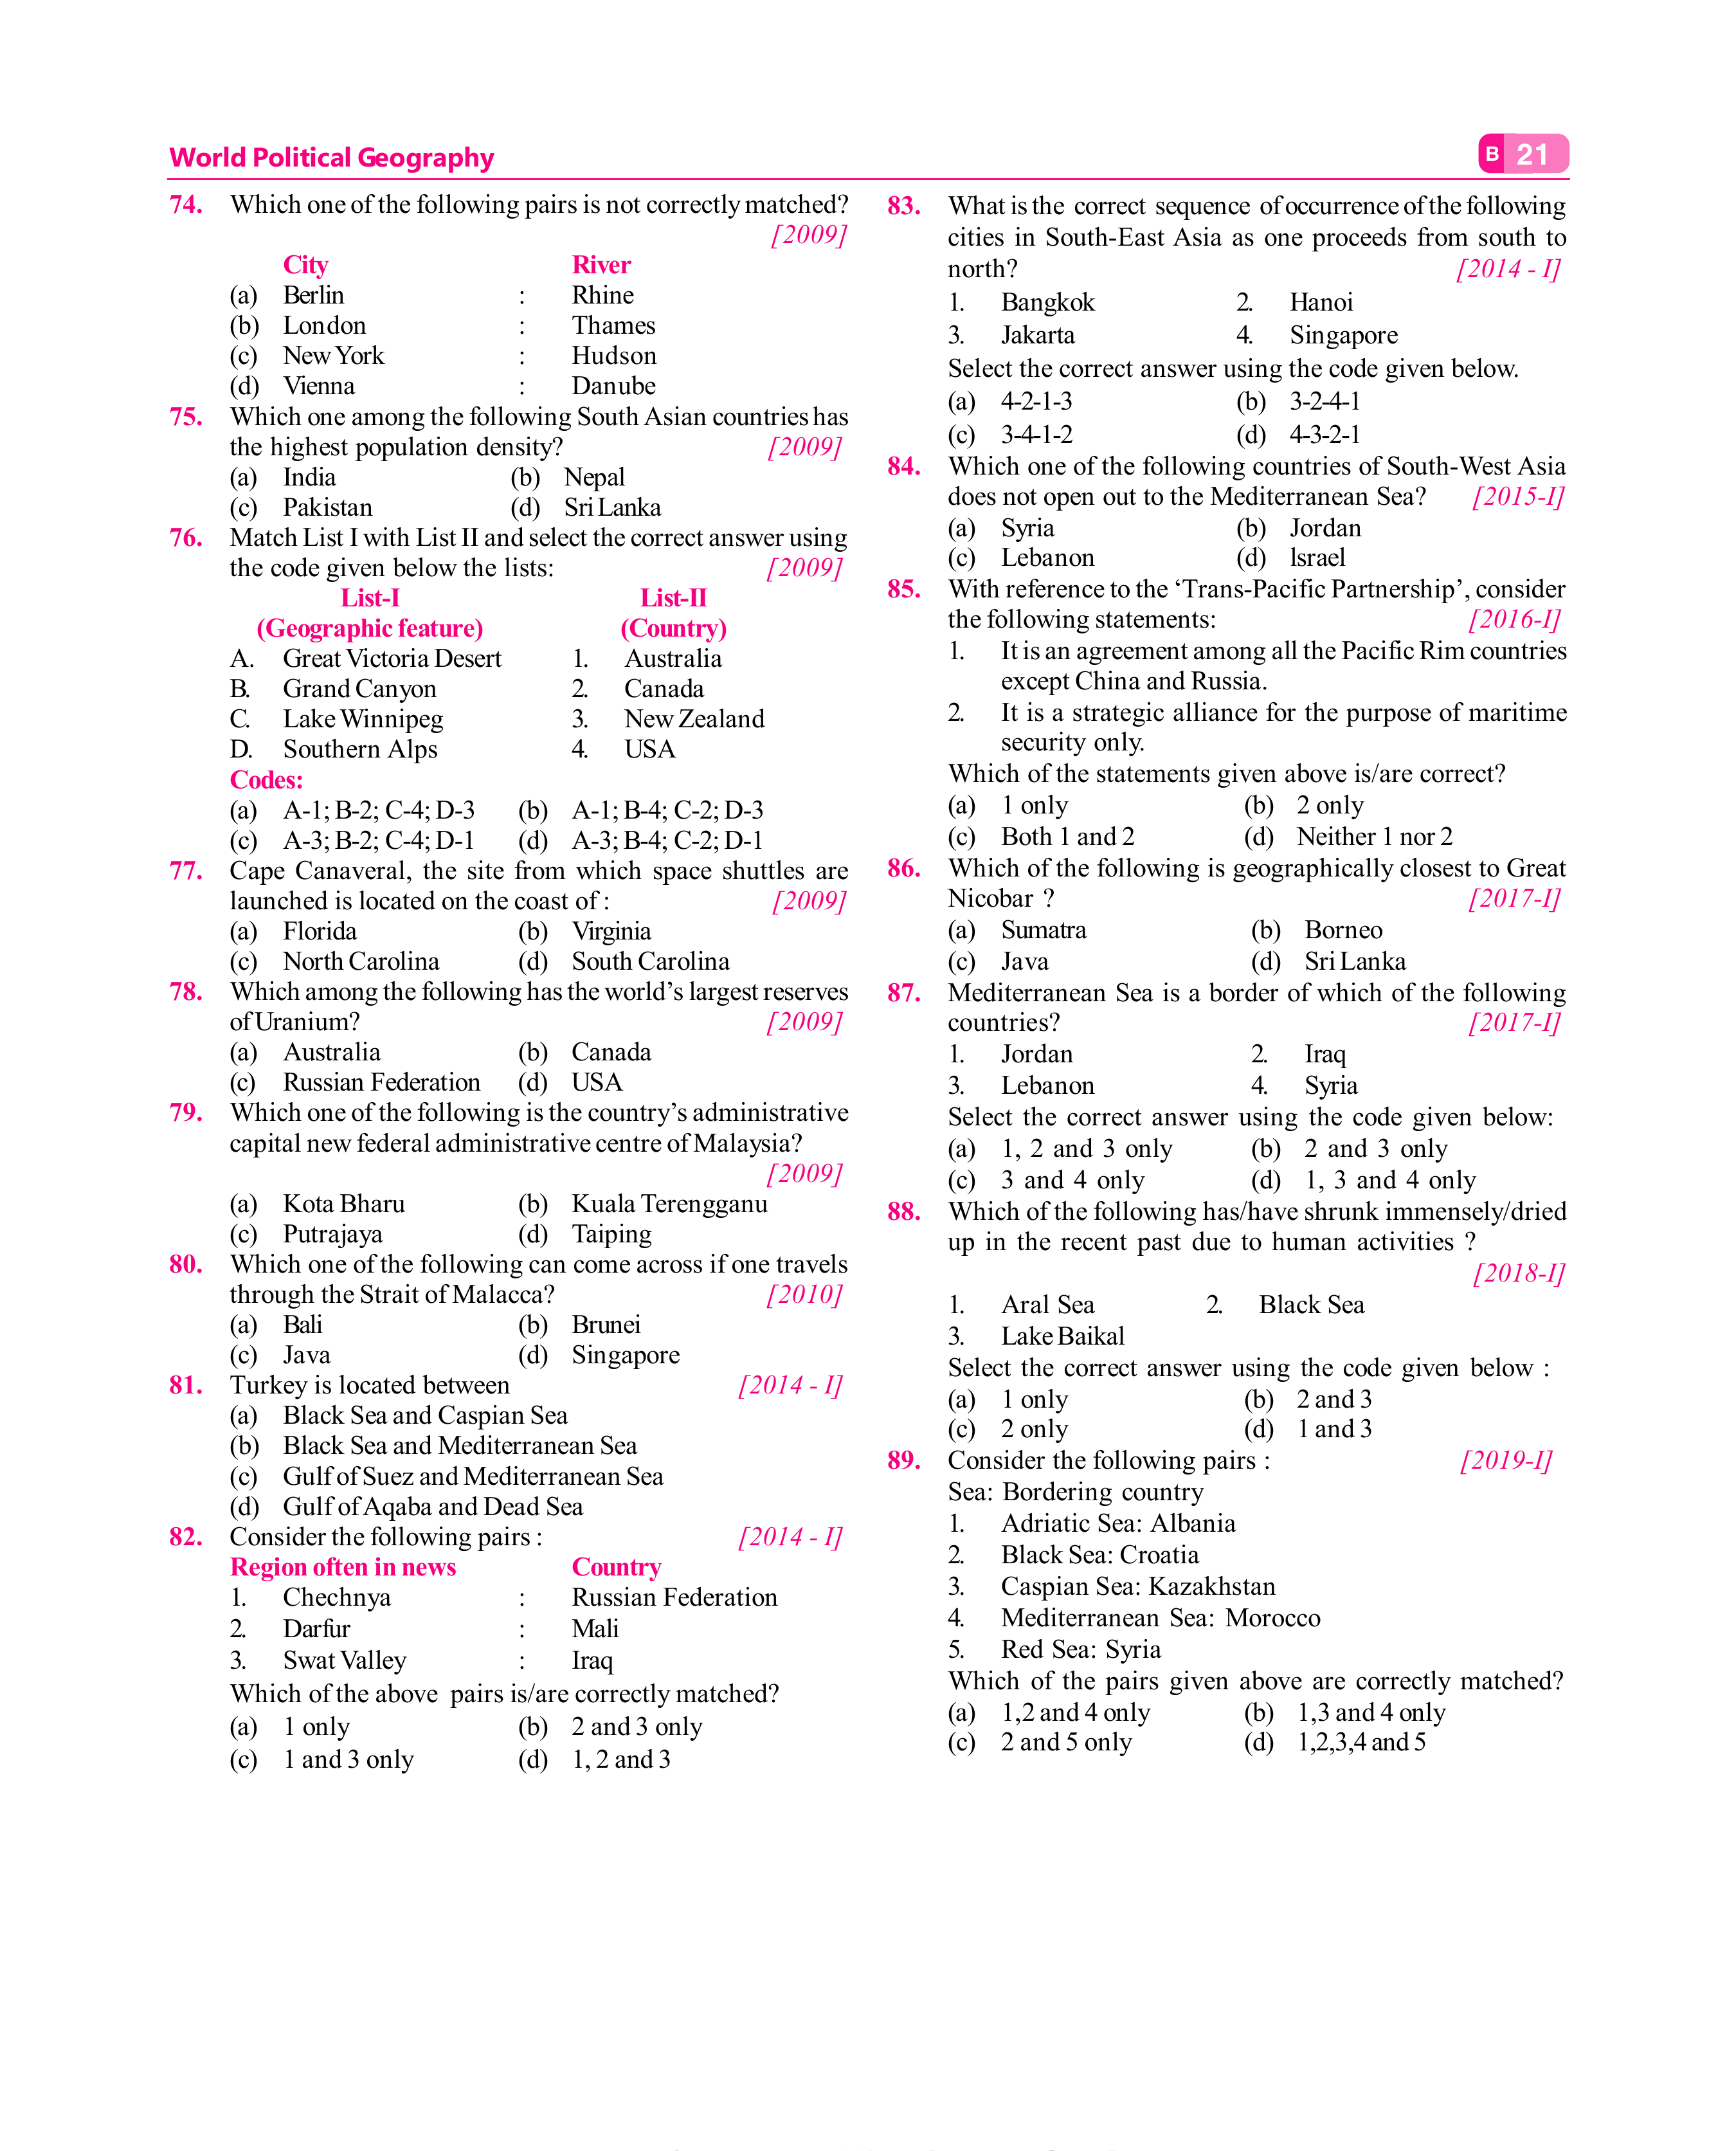 World Political Geography
B 21
74. Which one of the following pairs is not correctly matched?
[2009]
City River
(a) Berlin : Rhine
(b) London : Thames
(c) New York : Hudson
(d) Vienna : Danube
75. Which one among the following South Asian countries has
the highest population density? [2009]
(a) India (b) Nepal
(c) Pakistan (d) Sri Lanka
76. Match List I with List II and select the correct answer using
the code given below the lists: [2009]
List-I List-II
(Geographic feature) (Country)
A. Great Victoria Desert 1. Australia
B. Grand Canyon 2. Canada
C. Lake Winnipeg 3. New Zealand
D. Southern Alps 4. USA
Codes:
(a) A-1; B-2; C-4; D-3 (b) A-1; B-4; C-2; D-3
(c) A-3; B-2; C-4; D-1 (d) A-3; B-4; C-2; D-1
77. Cape Canaveral, the site from which space shuttles are
launched is located on the coast of : [2009]
(a) Florida (b) Virginia
(c) North Carolina (d) South Carolina
78. Which among the following has the world’s largest reserves
of Uranium? [2009]
(a) Australia (b) Canada
(c) Russian Federation (d) USA
79. Which one of the following is the country’s administrative
capital new federal administrative centre of Malaysia?
[2009]
(a) Kota Bharu (b) Kuala Terengganu
(c) Putrajaya (d) Taiping
80. Which one of the following can come across if one travels
through the Strait of Malacca? [2010]
(a) Bali (b) Brunei
(c) Java (d) Singapore
81. Turkey is located between [2014 - I]
(a) Black Sea and Caspian Sea
(b) Black Sea and Mediterranean Sea
(c) Gulf of Suez and Mediterranean Sea
(d) Gulf of Aqaba and Dead Sea
82. Consider the following pairs : [2014 - I]
Region often in news Country
1. Chechnya : Russian Federation
2. Darfur : Mali
3. Swat Valley : Iraq
Which of the above pairs is/are correctly matched?
(a) 1 only (b) 2 and 3 only
(c) 1 and 3 only (d) 1, 2 and 3
83. What is the correct sequence of occurrence of the following
cities in South-East Asia as one proceeds from south to
north? [2014 - I]
1. Bangkok 2. Hanoi
3. Jakarta 4. Singapore
Select the correct answer using the code given below.
(a) 4-2-1-3 (b) 3-2-4-1
(c) 3-4-1-2 (d) 4-3-2-1
84. Which one of the following countries of South-West Asia
does not open out to the Mediterranean Sea? [2015-I]
(a) Syria (b) Jordan
(c) Lebanon (d) lsrael
85. With reference to the ‘Trans-Pacific Partnership’, consider
the following statements: [2016-I]
1. It is an agreement among all the Pacific Rim countries
except China and Russia.
2. It is a strategic alliance for the purpose of maritime
security only.
Which of the statements given above is/are correct?
(a) 1 only (b) 2 only
(c) Both 1 and 2 (d) Neither 1 nor 2
86. Which of the following is geographically closest to Great
Nicobar ? [2017-I]
(a) Sumatra (b) Borneo
(c) Java (d) Sri Lanka
87. Mediterranean Sea is a border of which of the following
countries? [2017-I]
1. Jordan 2. Iraq
3. Lebanon 4. Syria
Select the correct answer using the code given below:
(a) 1, 2 and 3 only (b) 2 and 3 only
(c) 3 and 4 only (d) 1, 3 and 4 only
88. Which of the following has/have shrunk immensely/dried
up in the recent past due to human activities ?
[2018-I]
1. Aral Sea 2. Black Sea
3. Lake Baikal
Select the correct answer using the code given below :
(a) 1 only (b) 2 and 3
(c) 2 only (d) 1 and 3
89. Consider the following pairs : [2019-I]
Sea: Bordering country
1. Adriatic Sea: Albania
2. Black Sea: Croatia
3. Caspian Sea: Kazakhstan
4. Mediterranean Sea: Morocco
5. Red Sea: Syria
Which of the pairs given above are correctly matched?
(a) 1,2 and 4 only (b) 1,3 and 4 only
(c) 2 and 5 only (d) 1,2,3,4 and 5